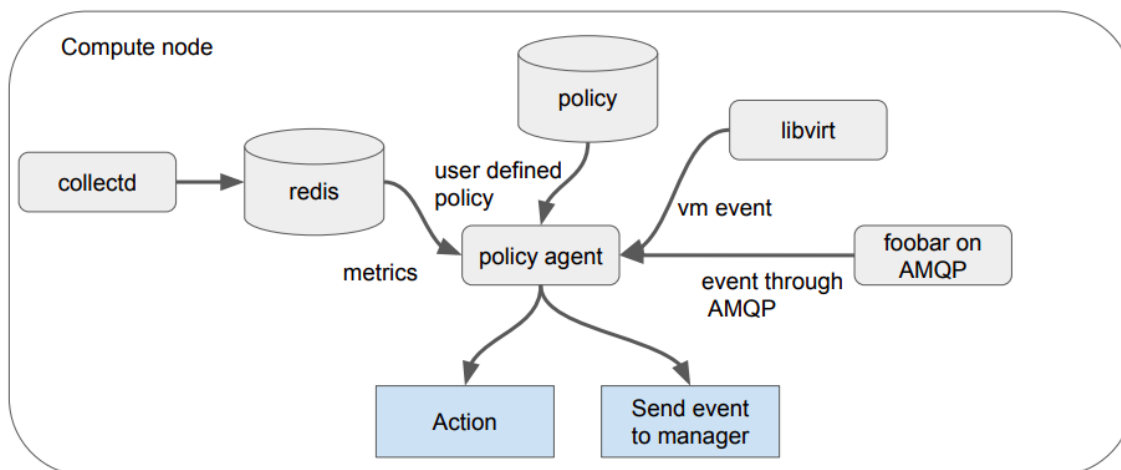 Compute node
policy
libvirt
collectd
redis
user defined
policy
vm event
policy agent
foobar on
AMQP
metrics
event through
AMQP
Action
Send event
to manager